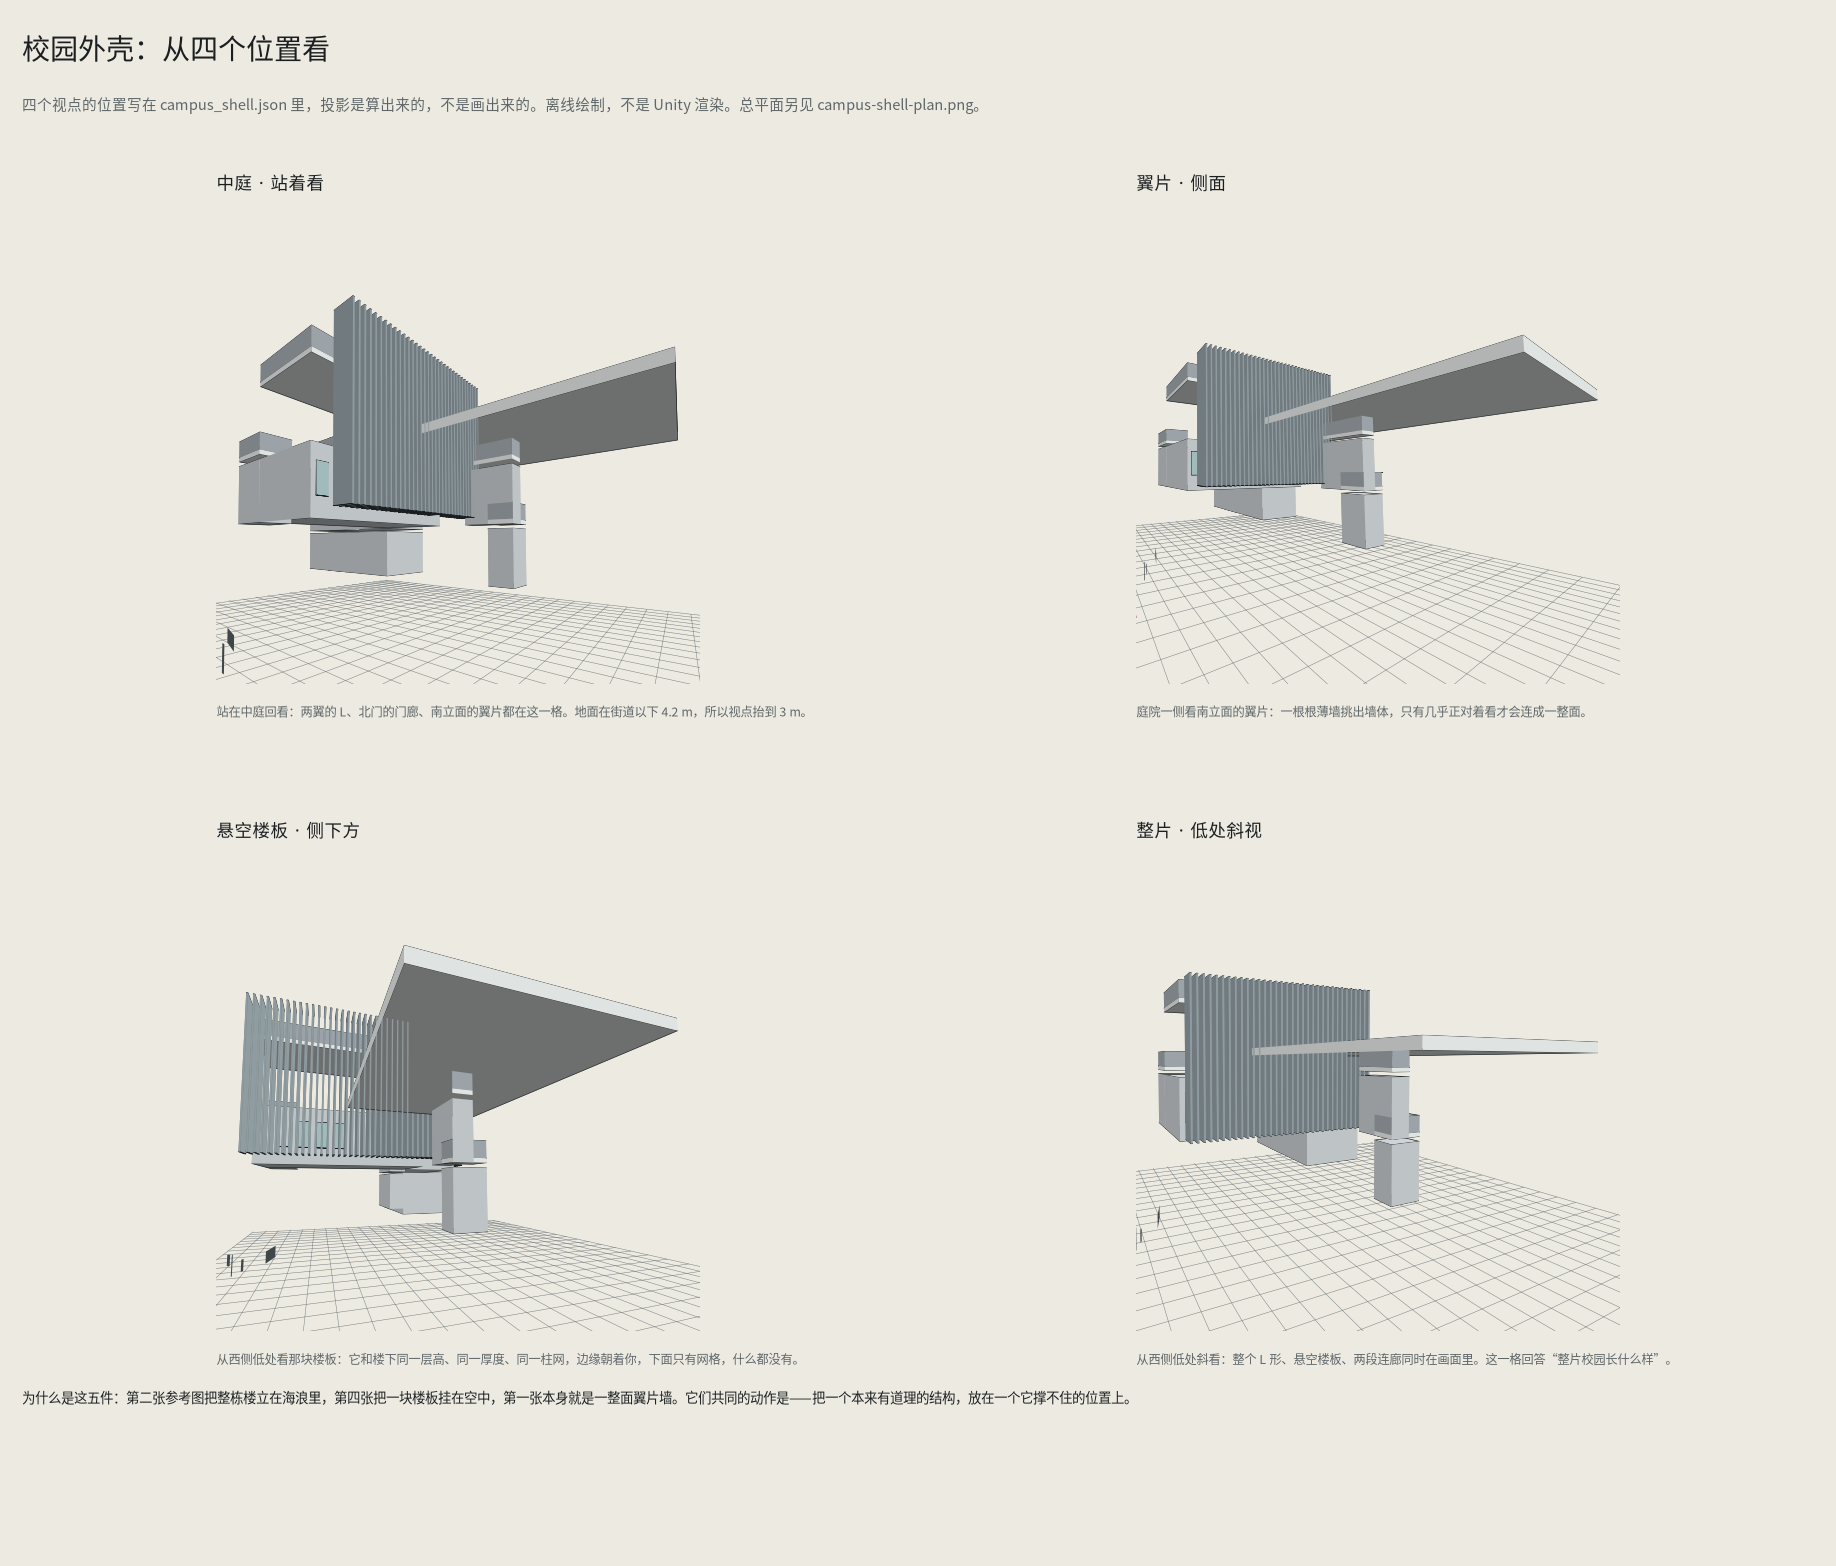 校园外壳：从四个位置看
四个视点的位置写在 campus_shell.json 里，投影是算出来的，不是画出来的。离线绘制，不是 Unity 渲染。总平面另见 campus-shell-plan.png。
中庭 · 站着看
翼片 · 侧面
站在中庭回看：两翼的 L、北门的门廊、南立面的翼片都在这一格。地面在街道以下 4.2 m，所以视点抬到 3 m。
庭院一侧看南立面的翼片：一根根薄墙挑出墙体，只有几乎正对着看才会连成一整面。
悬空楼板 · 侧下方
整片 · 低处斜视
从西侧低处看那块楼板：它和楼下同一层高、同一厚度、同一柱网，边缘朝着你，下面只有网格，什么都没有。
从西侧低处斜看：整个 L 形、悬空楼板、两段连廊同时在画面里。这一格回答“整片校园长什么样”。
为什么是这五件：第二张参考图把整栋楼立在海浪里，第四张把一块楼板挂在空中，第一张本身就是一整面翼片墙。它们共同的动作是——把一个本来有道理的结构，放在一个它撑不住的位置上。